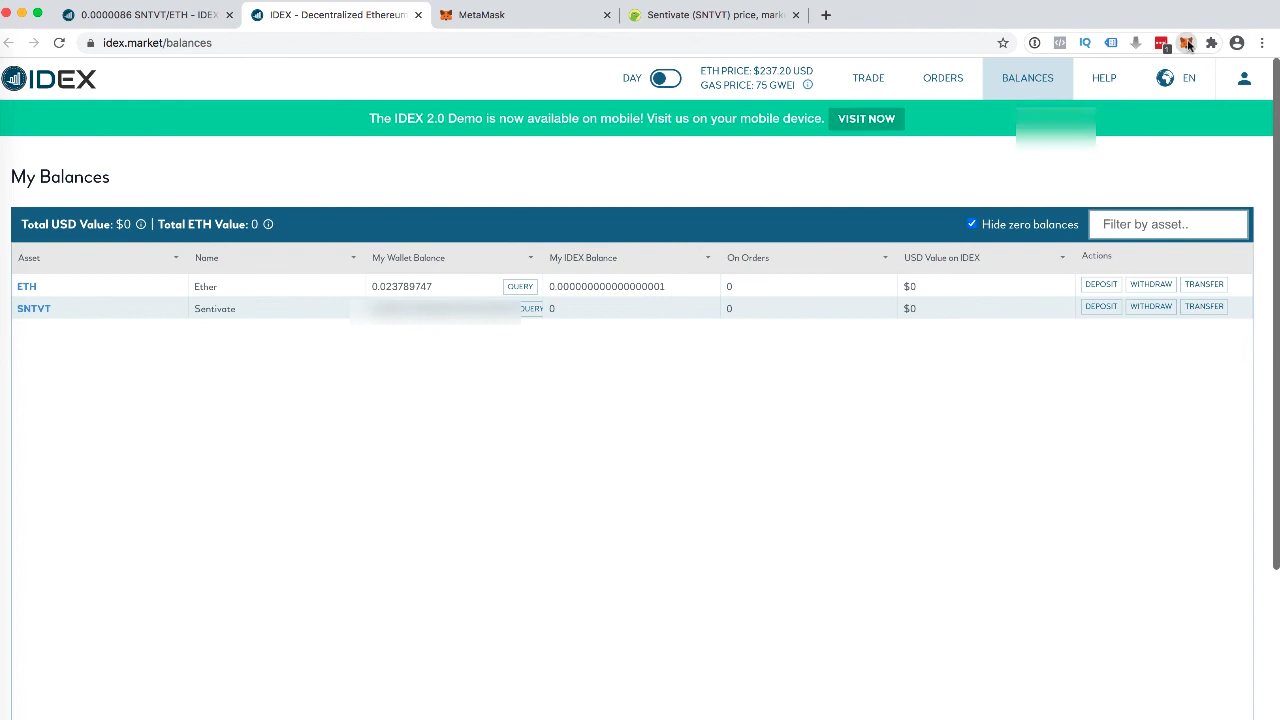 0.0000086 SNTVT/ETH - IDEX
IDEX - Decentralized Ethereum
MetaMask
Sentivate (SNTVT) price, mark
idex.market/balances
IQ
1
IDEX
DAY
ETH PRICE: $237.20 USD
GAS PRICE: 75 GWEI
TRADE
ORDERS
BALANCES
HELP
EN
The IDEX 2.0 Demo is now available on mobile! Visit us on your mobile device.
VISIT NOW
My Balances
Total USD Value: $0 | Total ETH Value: 0
Hide zero balances
Filter by asset..
Asset Name My Wallet Balance My IDEX Balance On Orders USD Value on IDEX Actions
ETH Ether 0.023789747 QUERY 0.000000000000000001 0 $0 DEPOSIT WITHDRAW TRANSFER
SNTVT Sentivate QUERY 0 0 $0 DEPOSIT WITHDRAW TRANSFER